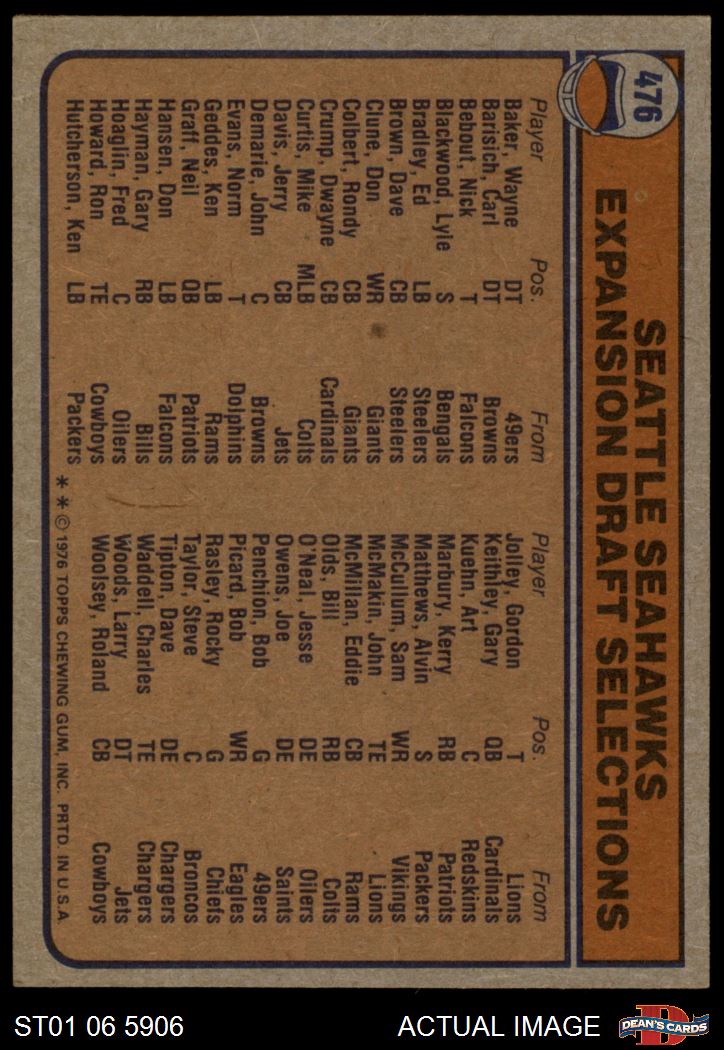 476
SEATTLE SEAHAWKS
EXPANSION DRAFT SELECTIONS
Player Pos. From Player Pos. From
Baker, Wayne DT 49ers Jolley, Gordon T Lions
Barisich, Carl DT Browns Keithley, Gary QB Cardinals
Bebout, Nick T Falcons Kuehn, Art C Redskins
Blackwood, Lyle S Bengals Marbury, Kerry RB Patriots
Bradley, Ed LB Steelers Matthews, Alvin S Packers
Brown, Dave CB Steelers McCullum, Sam WR Vikings
Clune, Don WR Giants McMakin, John TE Lions
Colbert, Rondy CB Giants McMillan, Eddie CB Rams
Crump, Dwayne CB Cardinals Olds, Bill RB Colts
Curtis, Mike MLB Colts O'Neal, Jesse DE Oilers
Davis, Jerry CB Jets Owens, Joe DE Saints
Demarie, John C Browns Penchion, Bob G 49ers
Evans, Norm T Dolphins Picard, Bob WR Eagles
Geddes, Ken LB Rams Rasley, Rocky G Chiefs
Graff, Neil QB Patriots Taylor, Steve C Broncos
Hansen, Don LB Falcons Tipton, Dave DE Chargers
Hayman, Gary RB Bills Waddell, Charles TE Chargers
Hoaglin, Fred C Oilers Woods, Larry DT Jets
Howard, Ron TE Cowboys Woolsey, Roland CB Cowboys
Hutcherson, Ken LB Packers
* * © 1976 TOPPS CHEWING GUM, INC. PRTD. IN U.S.A.
ST01 06 5906 ACTUAL IMAGE
D
DEAN'S CARDS